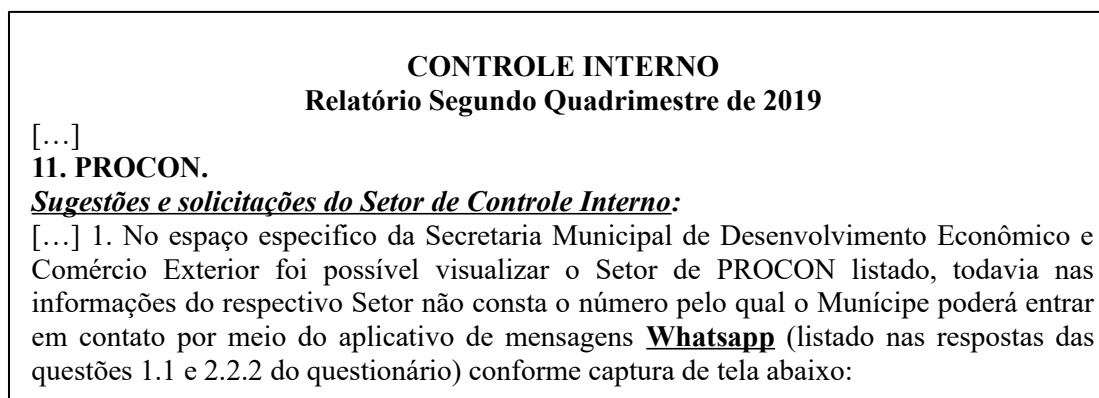 CONTROLE INTERNO
Relatório Segundo Quadrimestre de 2019
[…]
11. PROCON.
Sugestões e solicitações do Setor de Controle Interno:
[…] 1. No espaço especifico da Secretaria Municipal de Desenvolvimento Econômico e
Comércio Exterior foi possível visualizar o Setor de PROCON listado, todavia nas
informações do respectivo Setor não consta o número pelo qual o Munícipe poderá entrar
em contato por meio do aplicativo de mensagens Whatsapp (listado nas respostas das
questões 1.1 e 2.2.2 do questionário) conforme captura de tela abaixo: